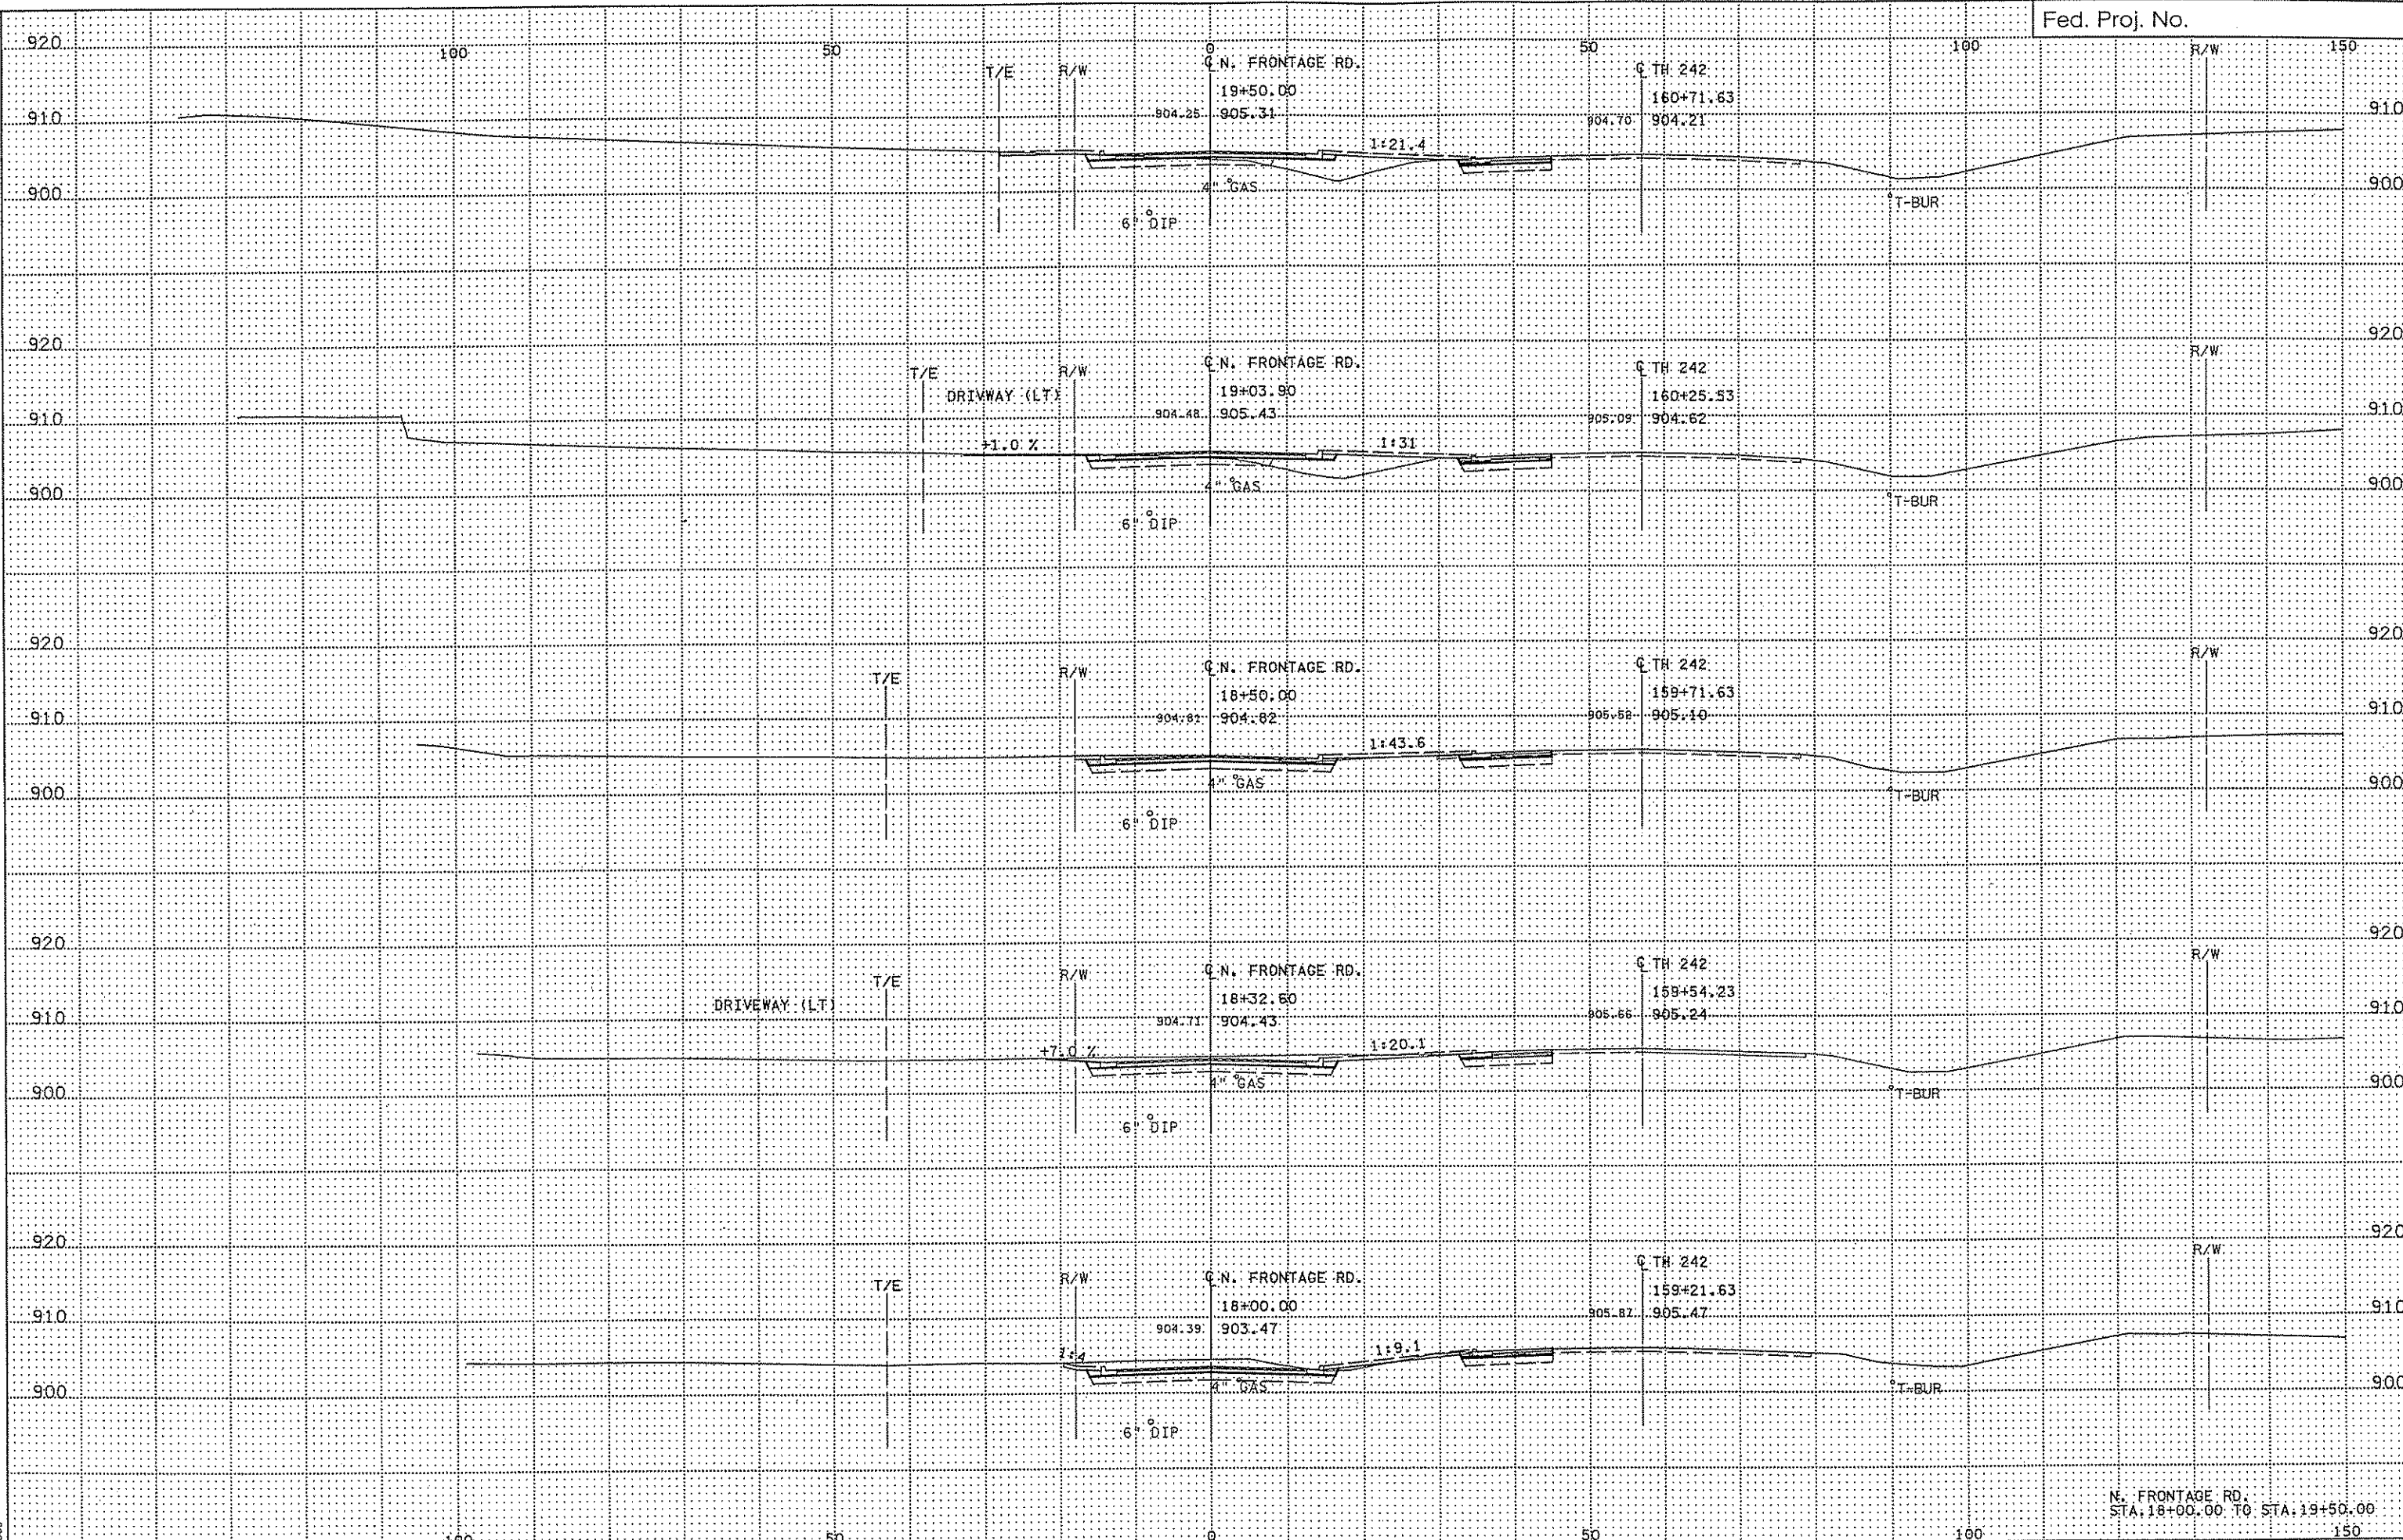 Fed. Proj. No.
920
100 50 0 50 100 150
T/E R/W ℄ N. FRONTAGE RD. ℄ TH 242 R/W
19+50.00 160+71.63
910 904.25 905.31 904.70 904.21 910
1:21.4
900 4" GAS T-BUR 900
6" DIP
920 920
T/E R/W ℄ N. FRONTAGE RD. ℄ TH 242 R/W
DRIVWAY (LT) 19+03.90 160+25.53
910 904.48 905.43 905.09 904.62 910
+1.0 % 1:31
900 4" GAS T-BUR 900
6" DIP
920 920
T/E R/W ℄ N. FRONTAGE RD. ℄ TH 242 R/W
18+50.00 159+71.63
910 904.81 904.82 905.52 905.10 910
1:43.6
900 4" GAS T-BUR 900
6" DIP
920 920
T/E R/W ℄ N. FRONTAGE RD. ℄ TH 242 R/W
DRIVEWAY (LT) 18+32.60 159+54.23
910 904.71 904.43 905.66 905.24 910
+7.0 % 1:20.1
900 4" GAS T-BUR 900
6" DIP
920 920
T/E R/W ℄ N. FRONTAGE RD. ℄ TH 242 R/W
18+00.00 159+21.63
910 904.39 903.47 905.87 905.47 910
1:4 1:9.1
900 4" GAS T-BUR 900
6" DIP
N. FRONTAGE RD.
STA.18+00.00 TO STA.19+50.00
100 50 0 50 100 150